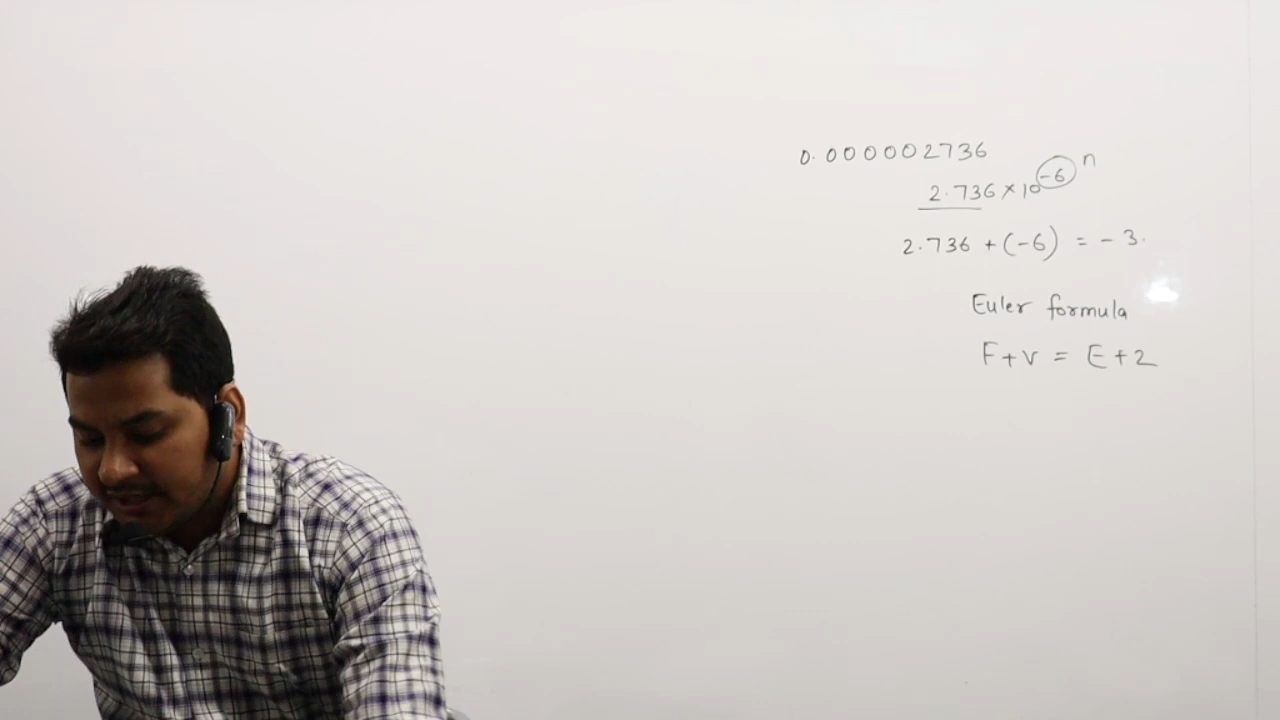 0.000002736
2.736 × 10^-6 n
2.736 + (-6) = - 3.
Euler formula
F + V = E + 2